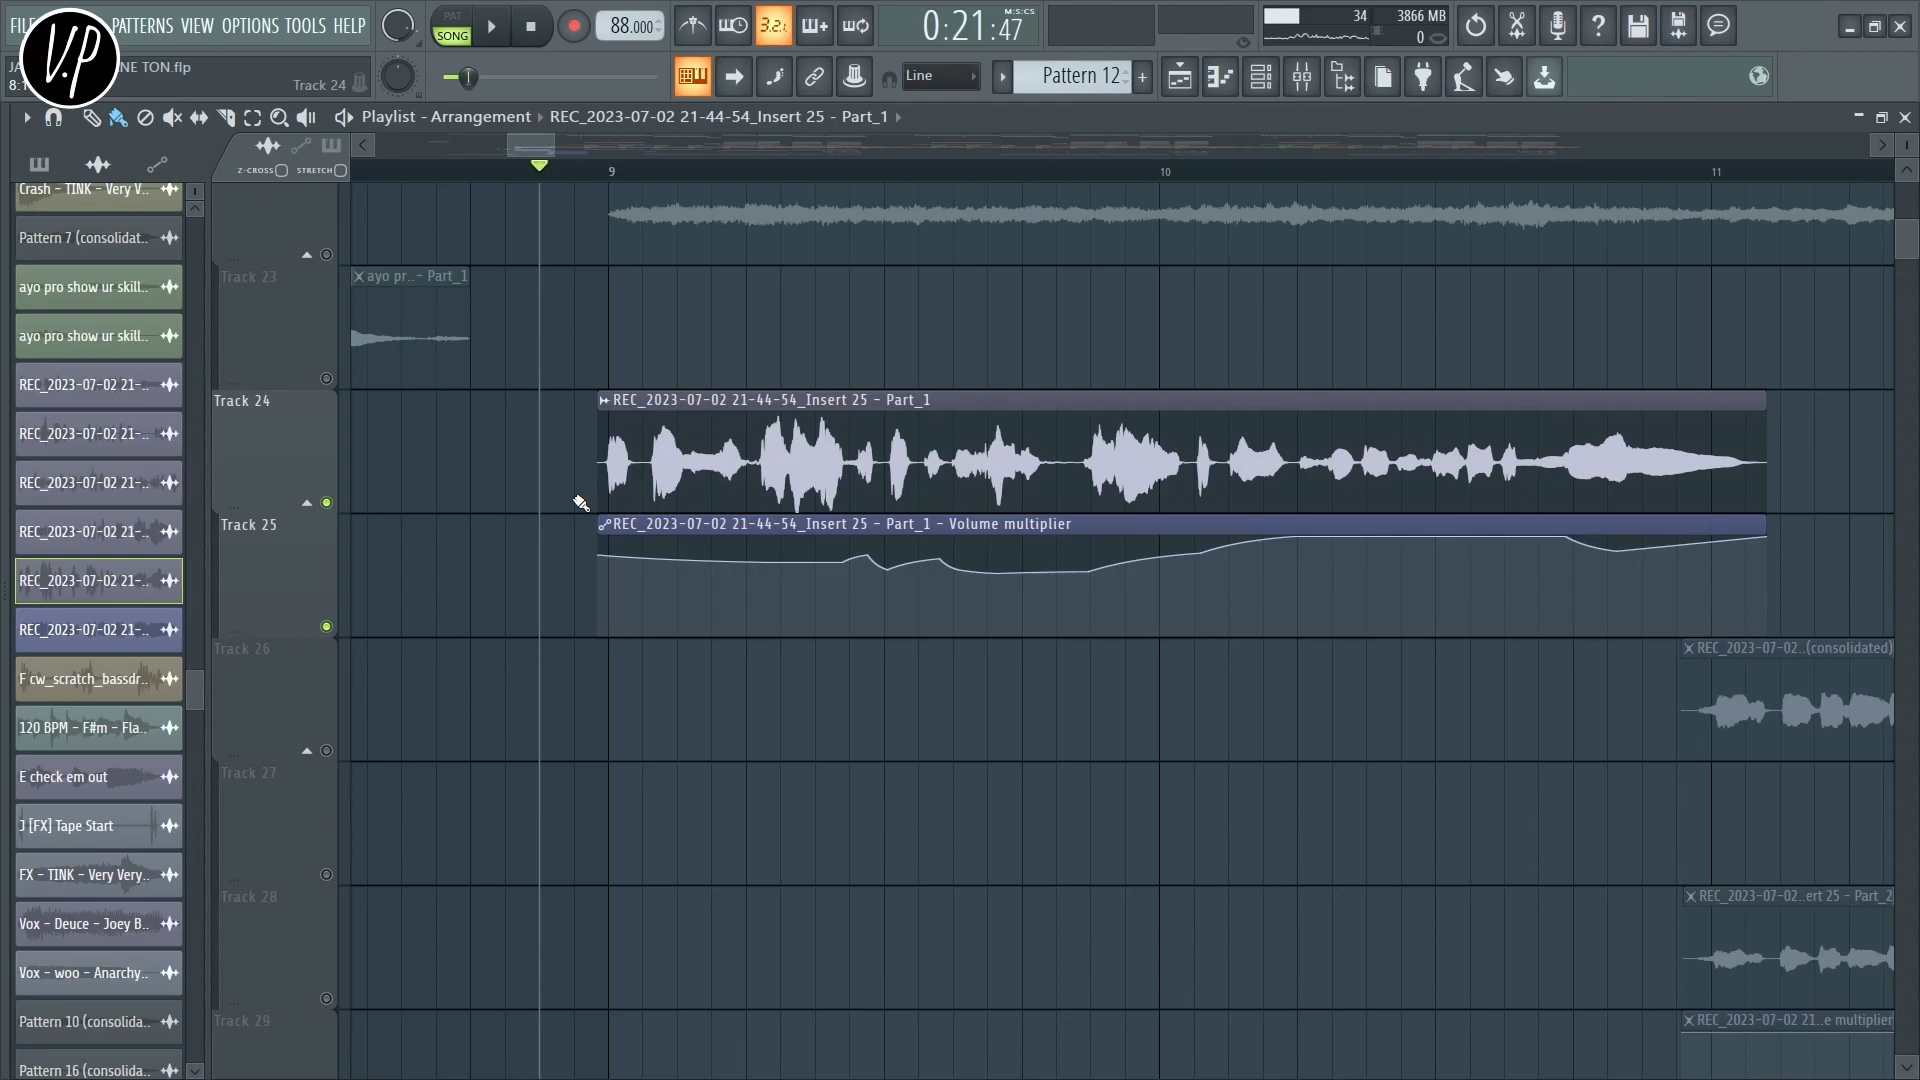 FILE PATTERNS VIEW OPTIONS TOOLS HELP
V.P
NE TON.flp
Track 24
PAT
SONG
88.000
3.2.
M:S:CS
0:21:47
34
3866 MB
0
Line
Pattern 12
Playlist - Arrangement › REC_2023-07-02 21-44-54_Insert 25 - Part_1 ›
Z-CROSS
STRETCH
9
10
11
Crash - TINK - Very V..
Pattern 7 (consolidat..
ayo pro show ur skill..
ayo pro show ur skill..
REC_2023-07-02 21-..
REC_2023-07-02 21-..
REC_2023-07-02 21-..
REC_2023-07-02 21-..
REC_2023-07-02 21-..
REC_2023-07-02 21-..
F cw_scratch_bassdr..
120 BPM - F#m - Fla..
E check em out
J [FX] Tape Start
FX - TINK - Very Very..
Vox - Deuce - Joey B..
Vox - woo - Anarchy..
Pattern 10 (consolida..
Pattern 16 (consolida..
Track 23
ayo pr..- Part_1
Track 24
REC_2023-07-02 21-44-54_Insert 25 - Part_1
Track 25
REC_2023-07-02 21-44-54_Insert 25 - Part_1 - Volume multiplier
Track 26
REC_2023-07-02..(consolidated)
Track 27
Track 28
REC_2023-07-02..ert 25 - Part_2
Track 29
REC_2023-07-02 21..e multiplier